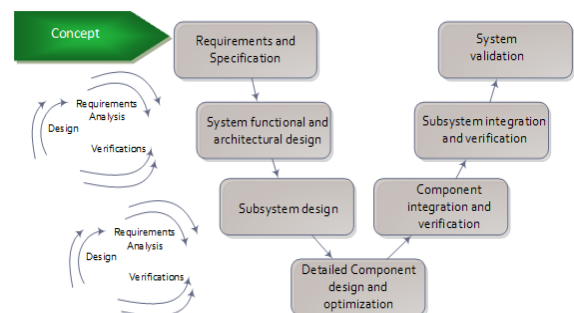 Concept
Requirements and
Specification
System
validation
Requirements
Analysis
Design
Verifications
System functional and
architectural design
Subsystem integration
and verification
Subsystem design
Component
integration and
verification
Requirements
Analysis
Design
Verifications
Detailed Component
design and
optimization